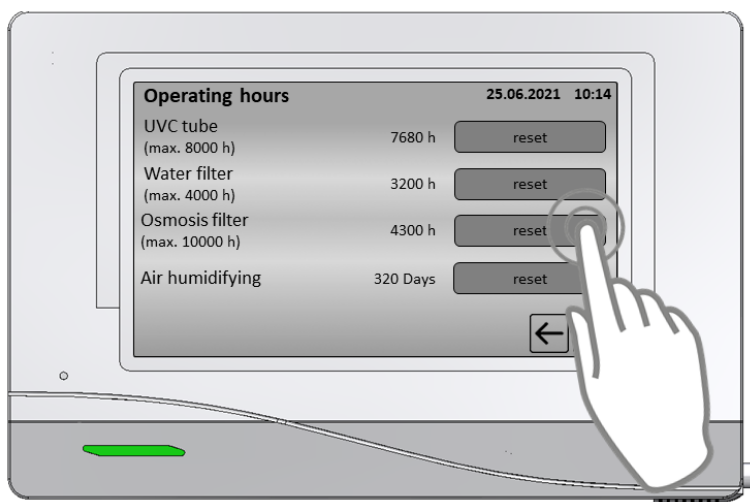 Operating hours 25.06.2021 10:14
UVC tube
(max. 8000 h) 7680 h reset
Water filter
(max. 4000 h) 3200 h reset
Osmosis filter
(max. 10000 h) 4300 h reset
Air humidifying 320 Days reset